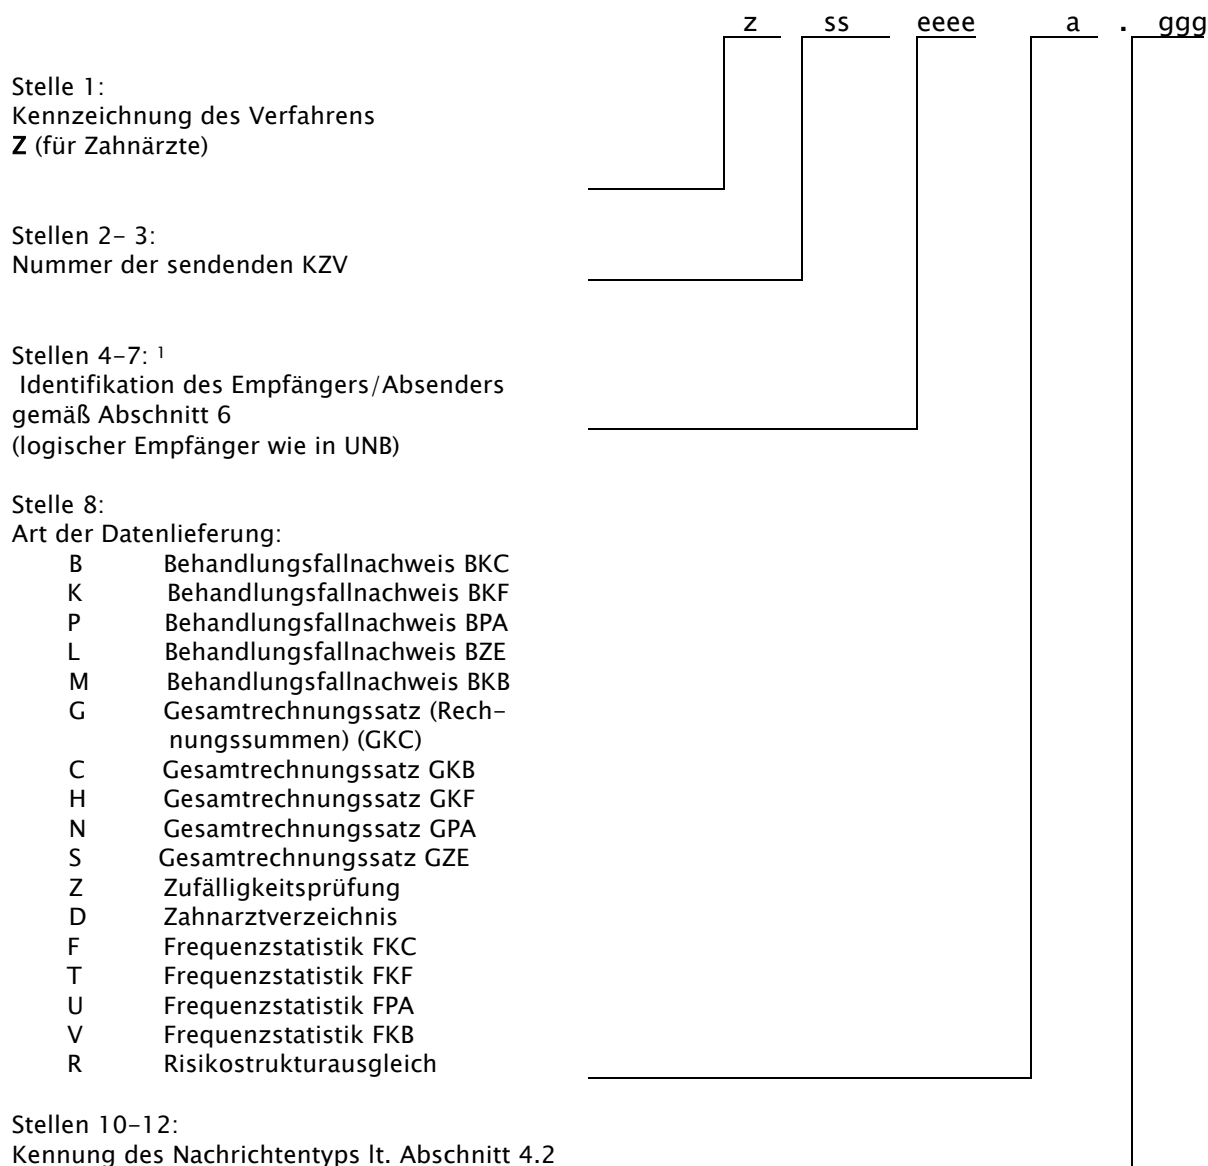 z ss eeee a . ggg
Stelle 1:
Kennzeichnung des Verfahrens
Z (für Zahnärzte)
Stellen 2- 3:
Nummer der sendenden KZV
Stellen 4-7: 1
Identifikation des Empfängers/Absenders
gemäß Abschnitt 6
(logischer Empfänger wie in UNB)
Stelle 8:
Art der Datenlieferung:
B Behandlungsfallnachweis BKC
K Behandlungsfallnachweis BKF
P Behandlungsfallnachweis BPA
L Behandlungsfallnachweis BZE
M Behandlungsfallnachweis BKB
G Gesamtrechnungssatz (Rech-
nungssummen) (GKC)
C Gesamtrechnungssatz GKB
H Gesamtrechnungssatz GKF
N Gesamtrechnungssatz GPA
S Gesamtrechnungssatz GZE
Z Zufälligkeitsprüfung
D Zahnarztverzeichnis
F Frequenzstatistik FKC
T Frequenzstatistik FKF
U Frequenzstatistik FPA
V Frequenzstatistik FKB
R Risikostrukturausgleich
Stellen 10-12:
Kennung des Nachrichtentyps lt. Abschnitt 4.2